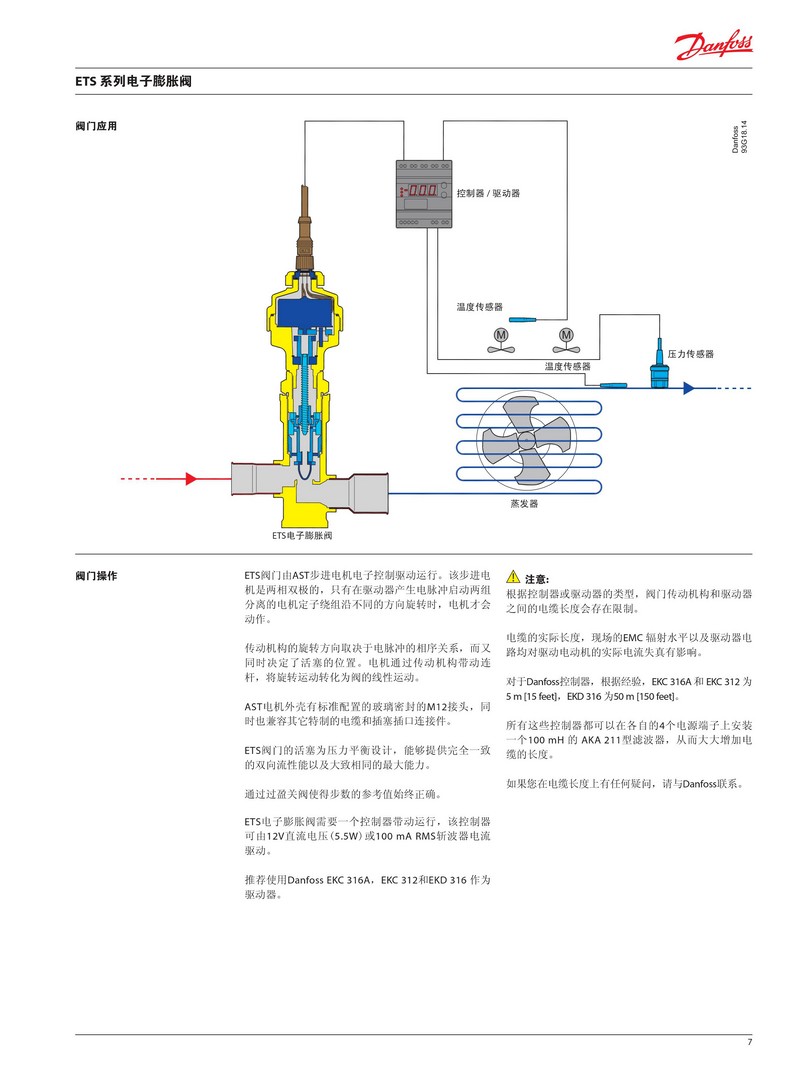 Danfoss
ETS 系列电子膨胀阀
阀门应用
Danfoss
93G18.14
控制器 / 驱动器
温度传感器
M
M
压力传感器
温度传感器
蒸发器
ETS电子膨胀阀
阀门操作
ETS阀门由AST步进电机电子控制驱动运行。该步进电
机是两相双极的，只有在驱动器产生电脉冲启动两组
分离的电机定子绕组沿不同的方向旋转时，电机才会
动作。
传动机构的旋转方向取决于电脉冲的相序关系，而又
同时决定了活塞的位置。电机通过传动机构带动连
杆，将旋转运动转化为阀的线性运动。
AST电机外壳有标准配置的玻璃密封的M12接头，同
时也兼容其它特制的电缆和插塞插口连接件。
ETS阀门的活塞为压力平衡设计，能够提供完全一致
的双向流性能以及大致相同的最大能力。
通过过盈关阀使得步数的参考值始终正确。
ETS电子膨胀阀需要一个控制器带动运行，该控制器
可由12V直流电压（5.5W）或100 mA RMS斩波器电流
驱动。
推荐使用Danfoss EKC 316A，EKC 312和EKD 316 作为
驱动器。
注意:
根据控制器或驱动器的类型，阀门传动机构和驱动器
之间的电缆长度会存在限制。
电缆的实际长度，现场的EMC 辐射水平以及驱动器电
路均对驱动电动机的实际电流失真有影响。
对于Danfoss控制器，根据经验，EKC 316A 和 EKC 312 为
5 m [15 feet]，EKD 316 为50 m [150 feet]。
所有这些控制器都可以在各自的4个电源端子上安装
一个100 mH 的 AKA 211型滤波器，从而大大增加电
缆的长度。
如果您在电缆长度上有任何疑问，请与Danfoss联系。
7